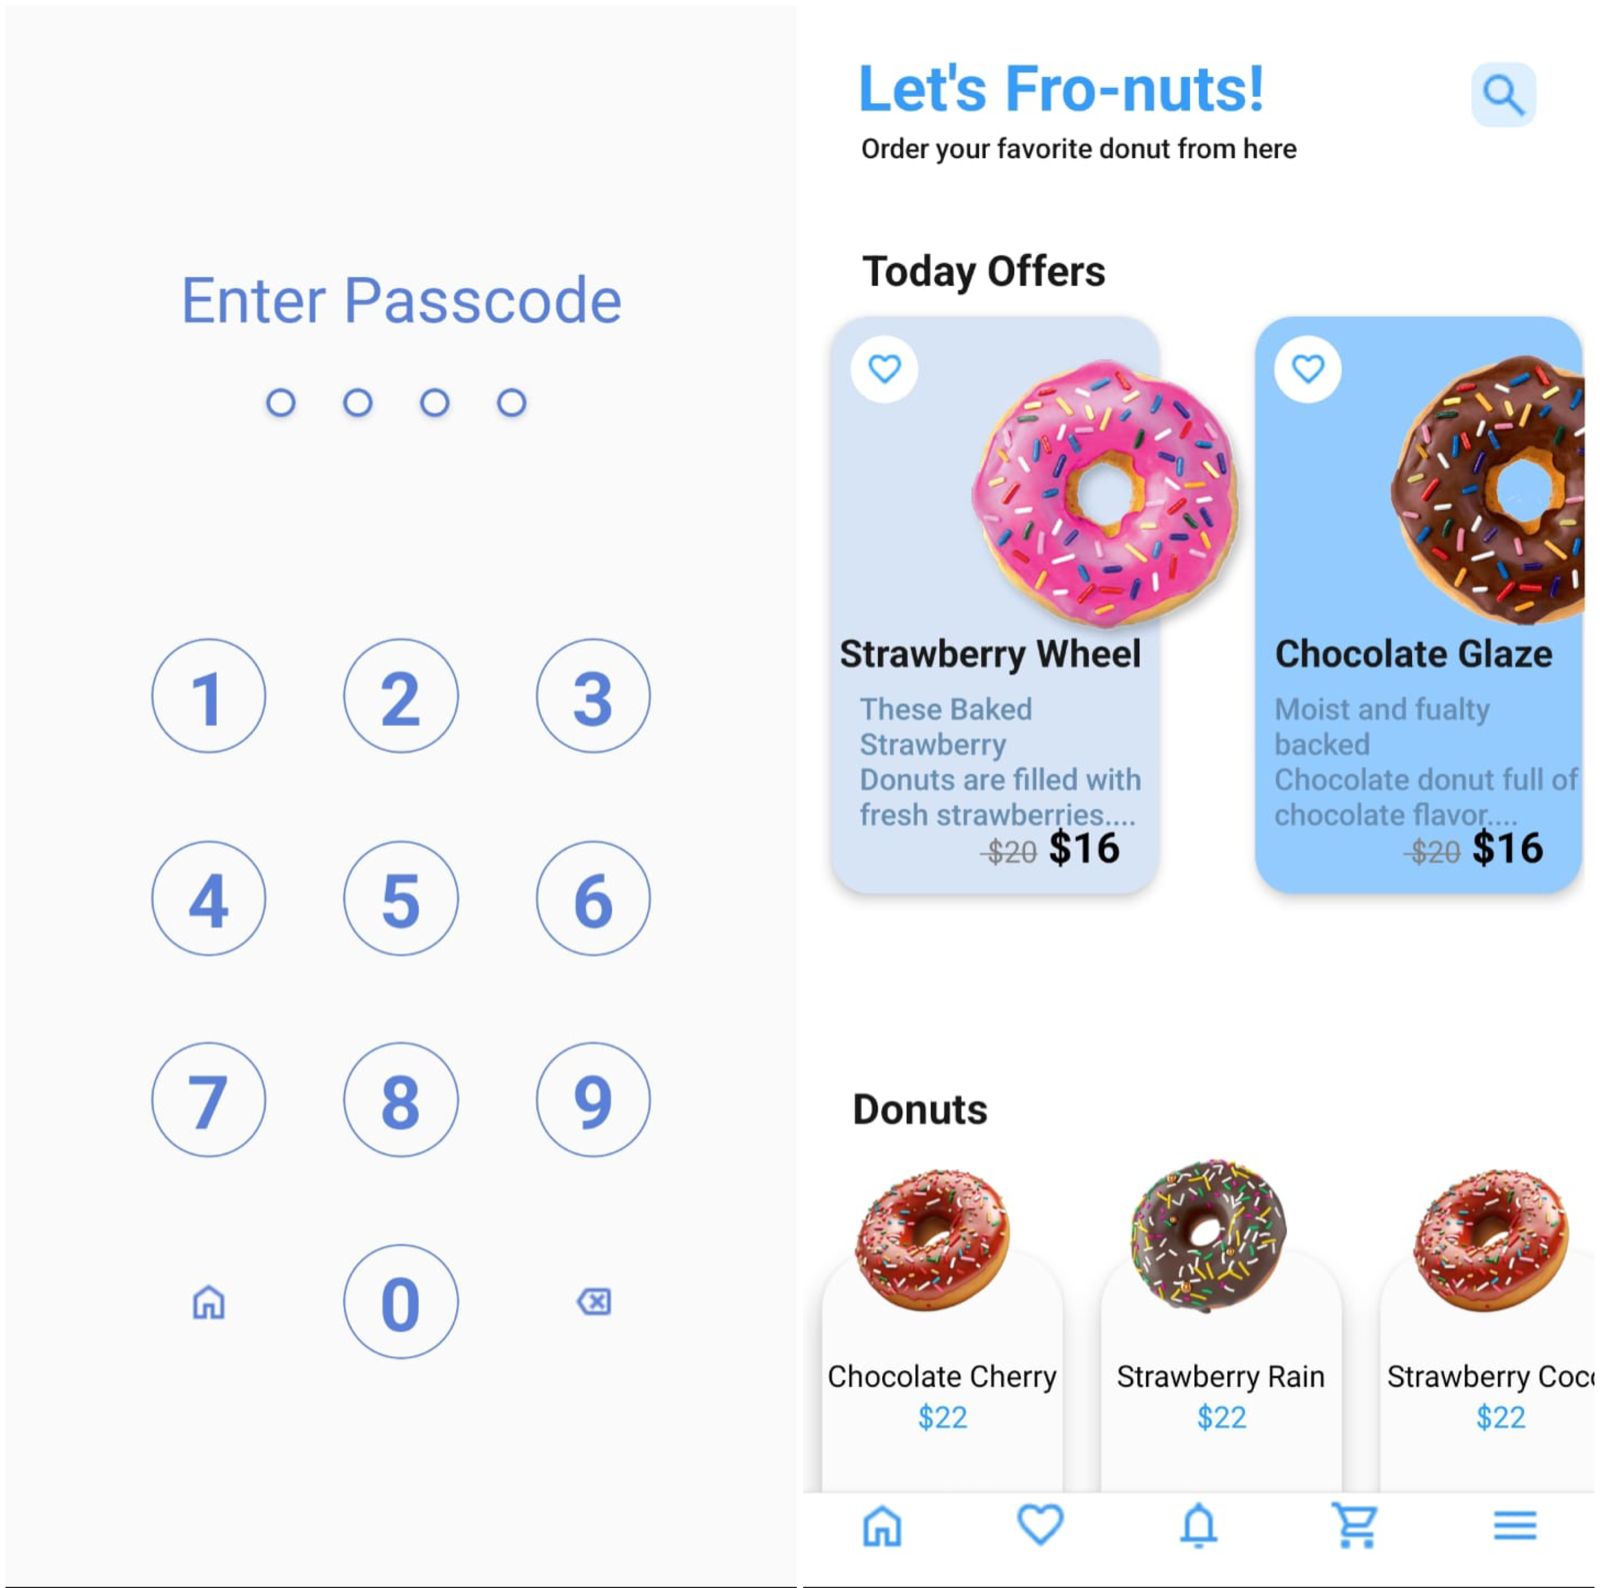 Enter Passcode
1 2 3
4 5 6
7 8 9
0
Let's Fro-nuts!
Order your favorite donut from here
Today Offers
Strawberry Wheel
These Baked
Strawberry
Donuts are filled with
fresh strawberries....
$20 $16
Chocolate Glaze
Moist and fualty
backed
Chocolate donut full of
chocolate flavor....
$20 $16
Donuts
Chocolate Cherry
$22
Strawberry Rain
$22
Strawberry
$22